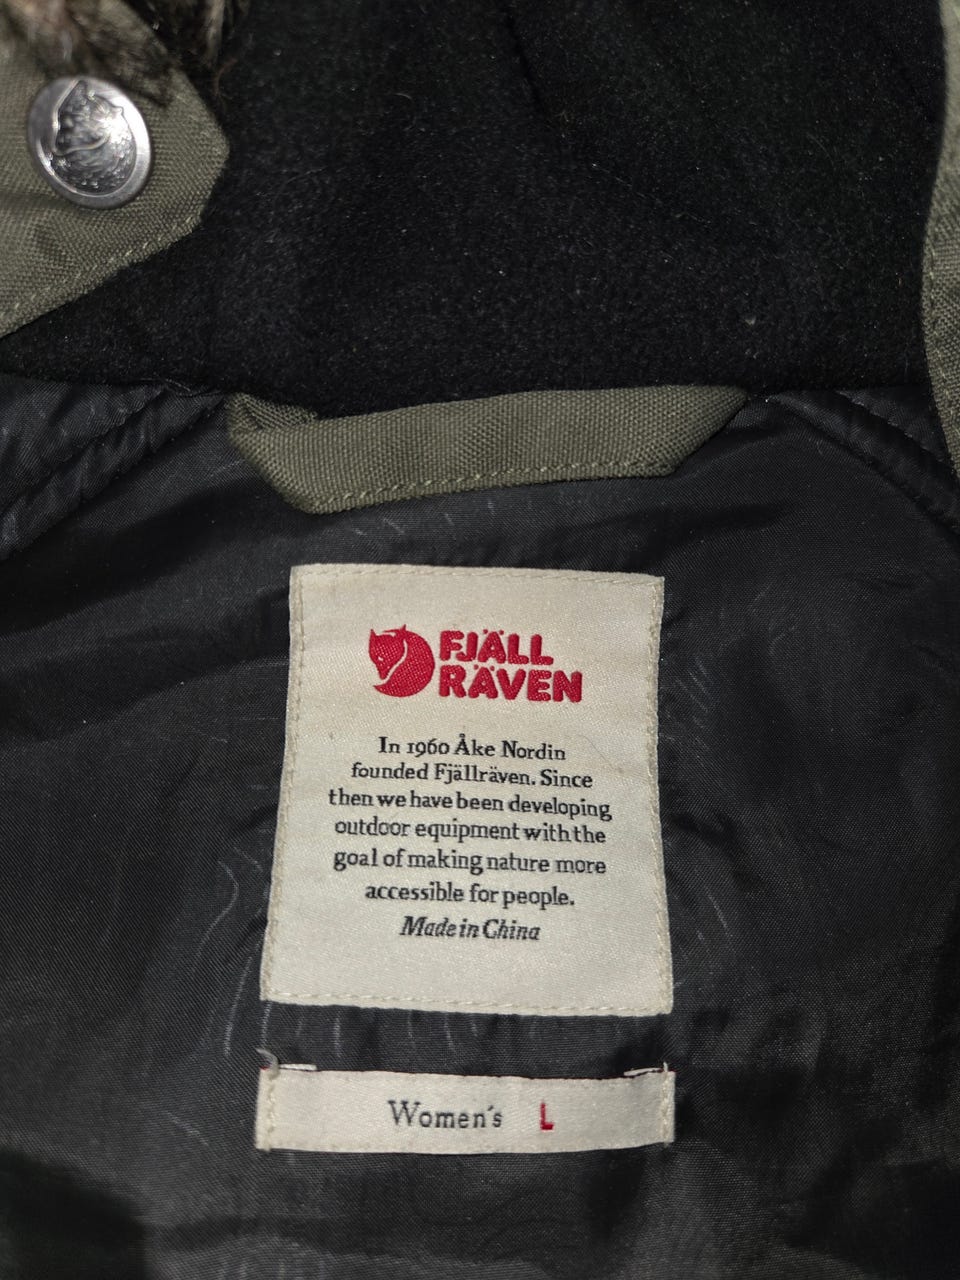 FJÄLL
RÄVEN
In 1960 Åke Nordin
founded Fjällräven. Since
then we have been developing
outdoor equipment with the
goal of making nature more
accessible for people.
Made in China
Women's L